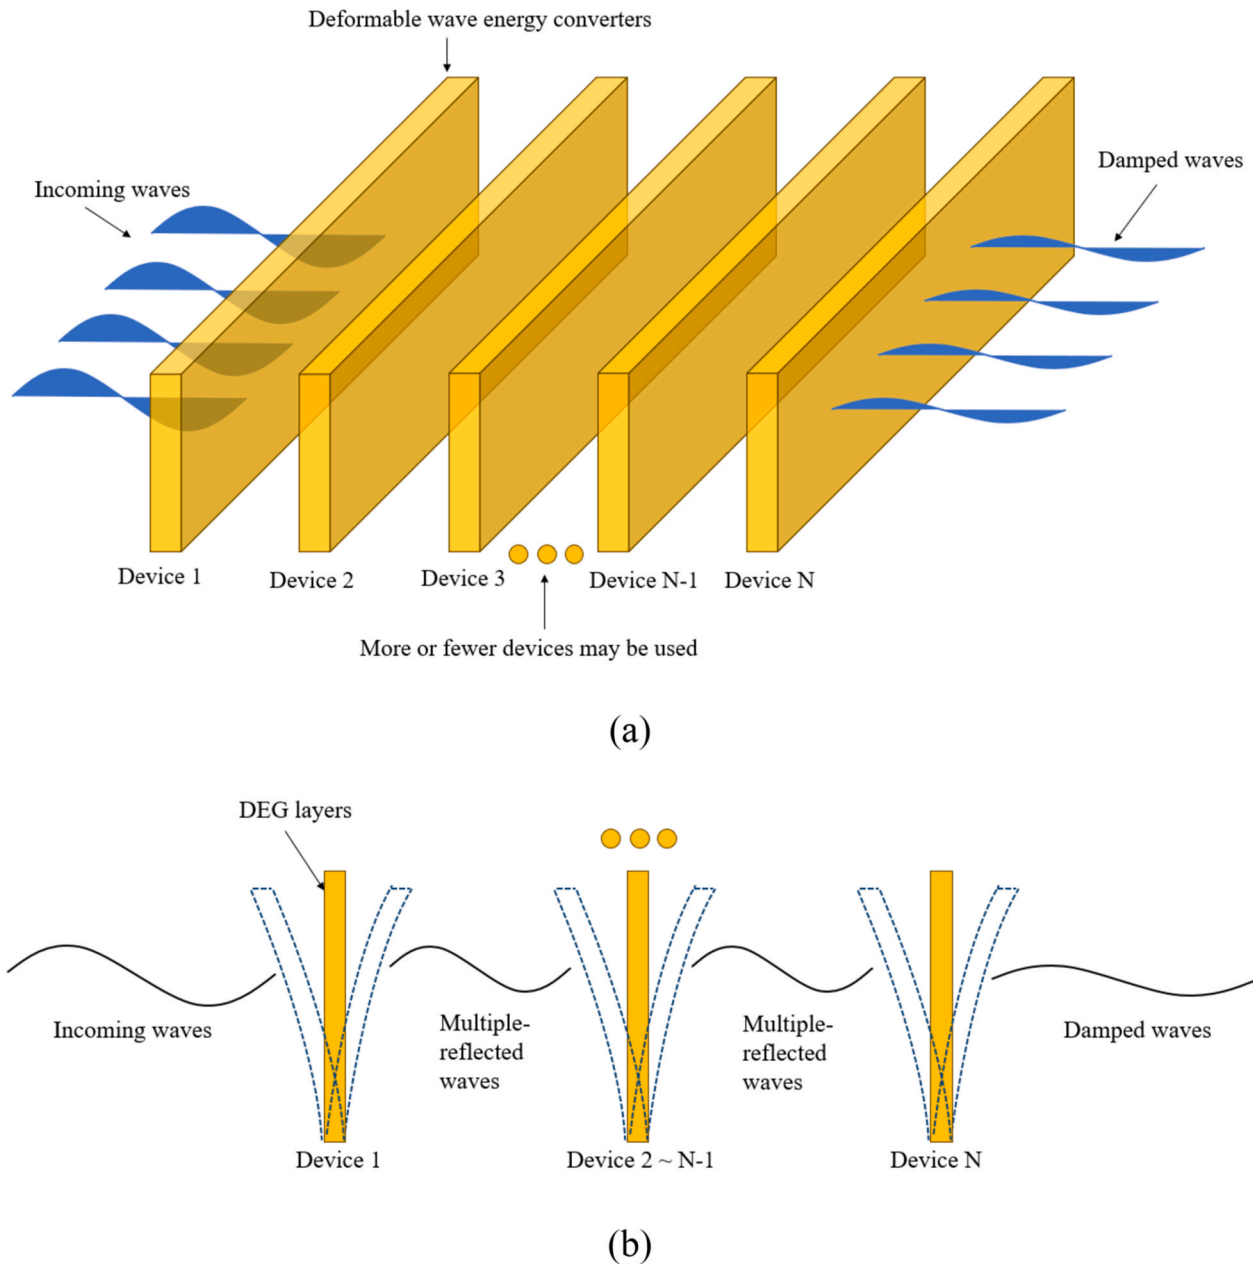 Deformable wave energy converters
Damped waves
Incoming waves
Device 1
Device 2
Device 3
Device N-1
Device N
More or fewer devices may be used
(a)
DEG layers
Incoming waves
Multiple-
reflected
waves
Multiple-
reflected
waves
Damped waves
Device 1
Device 2 ~ N-1
Device N
(b)